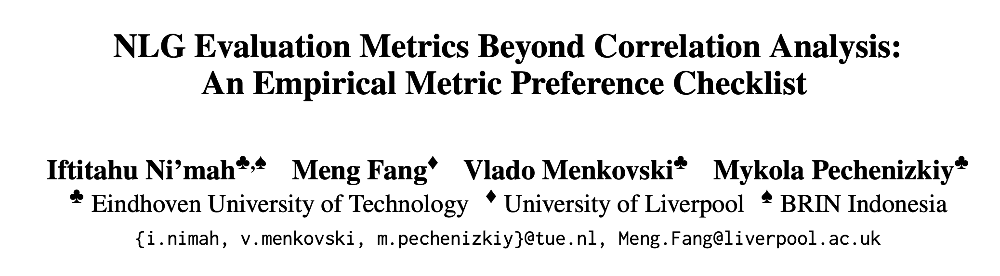 NLG Evaluation Metrics Beyond Correlation Analysis:
An Empirical Metric Preference Checklist
Iftitahu Ni’mah♣,♠ Meng Fang♦ Vlado Menkovski♣ Mykola Pechenizkiy♣
♣ Eindhoven University of Technology ♦ University of Liverpool ♠ BRIN Indonesia
{i.nimah, v.menkovski, m.pechenizkiy}@tue.nl, Meng.Fang@liverpool.ac.uk